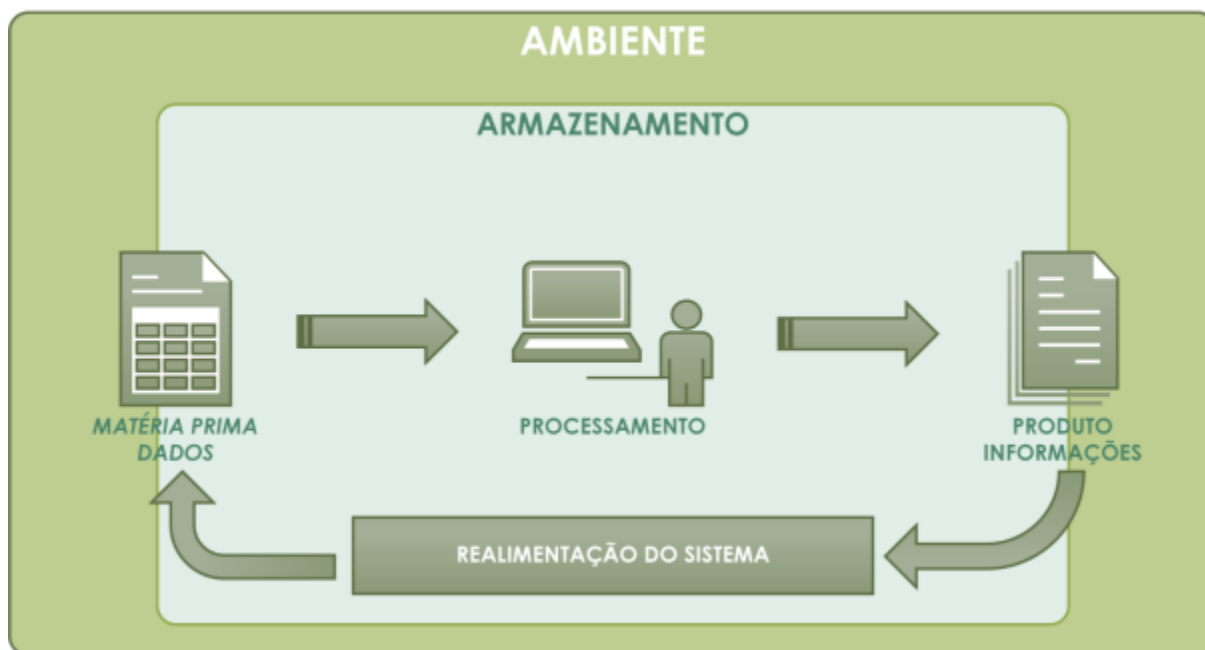 AMBIENTE
ARMAZENAMENTO
MATÉRIA PRIMA
DADOS
PROCESSAMENTO
PRODUTO
INFORMAÇÕES
REALIMENTAÇÃO DO SISTEMA